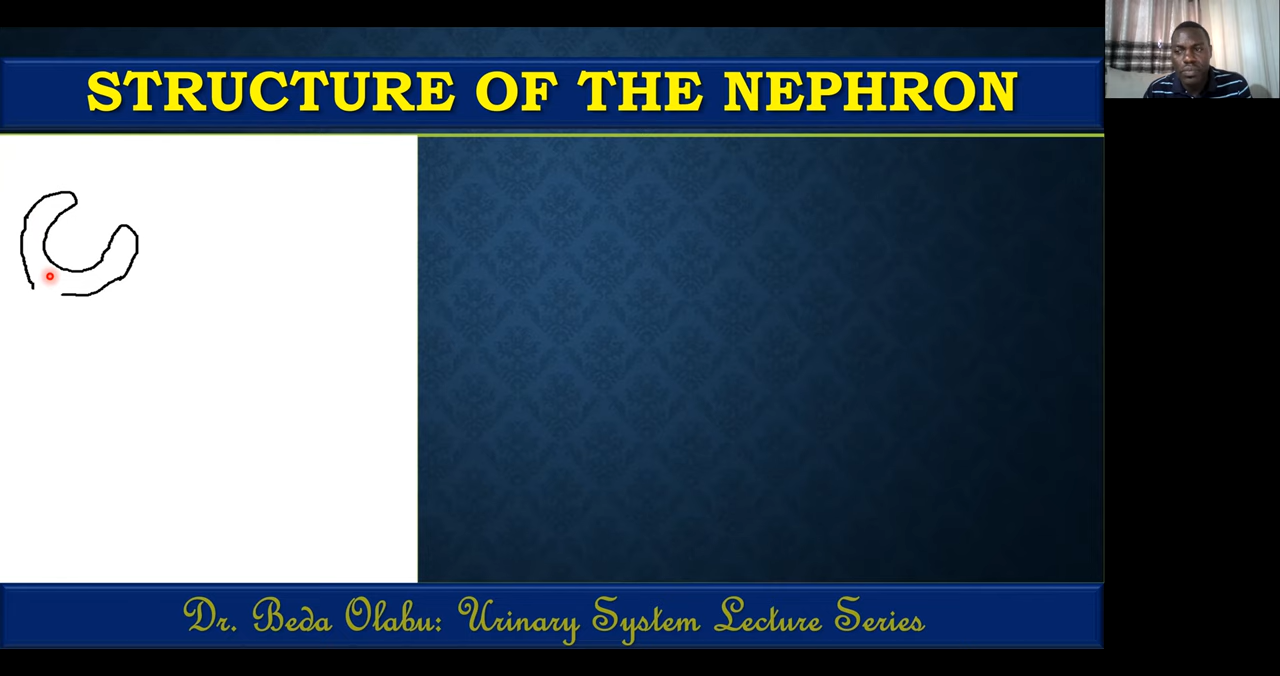 STRUCTURE OF THE NEPHRON
Dr. Beda Olabu: Urinary System Lecture Series